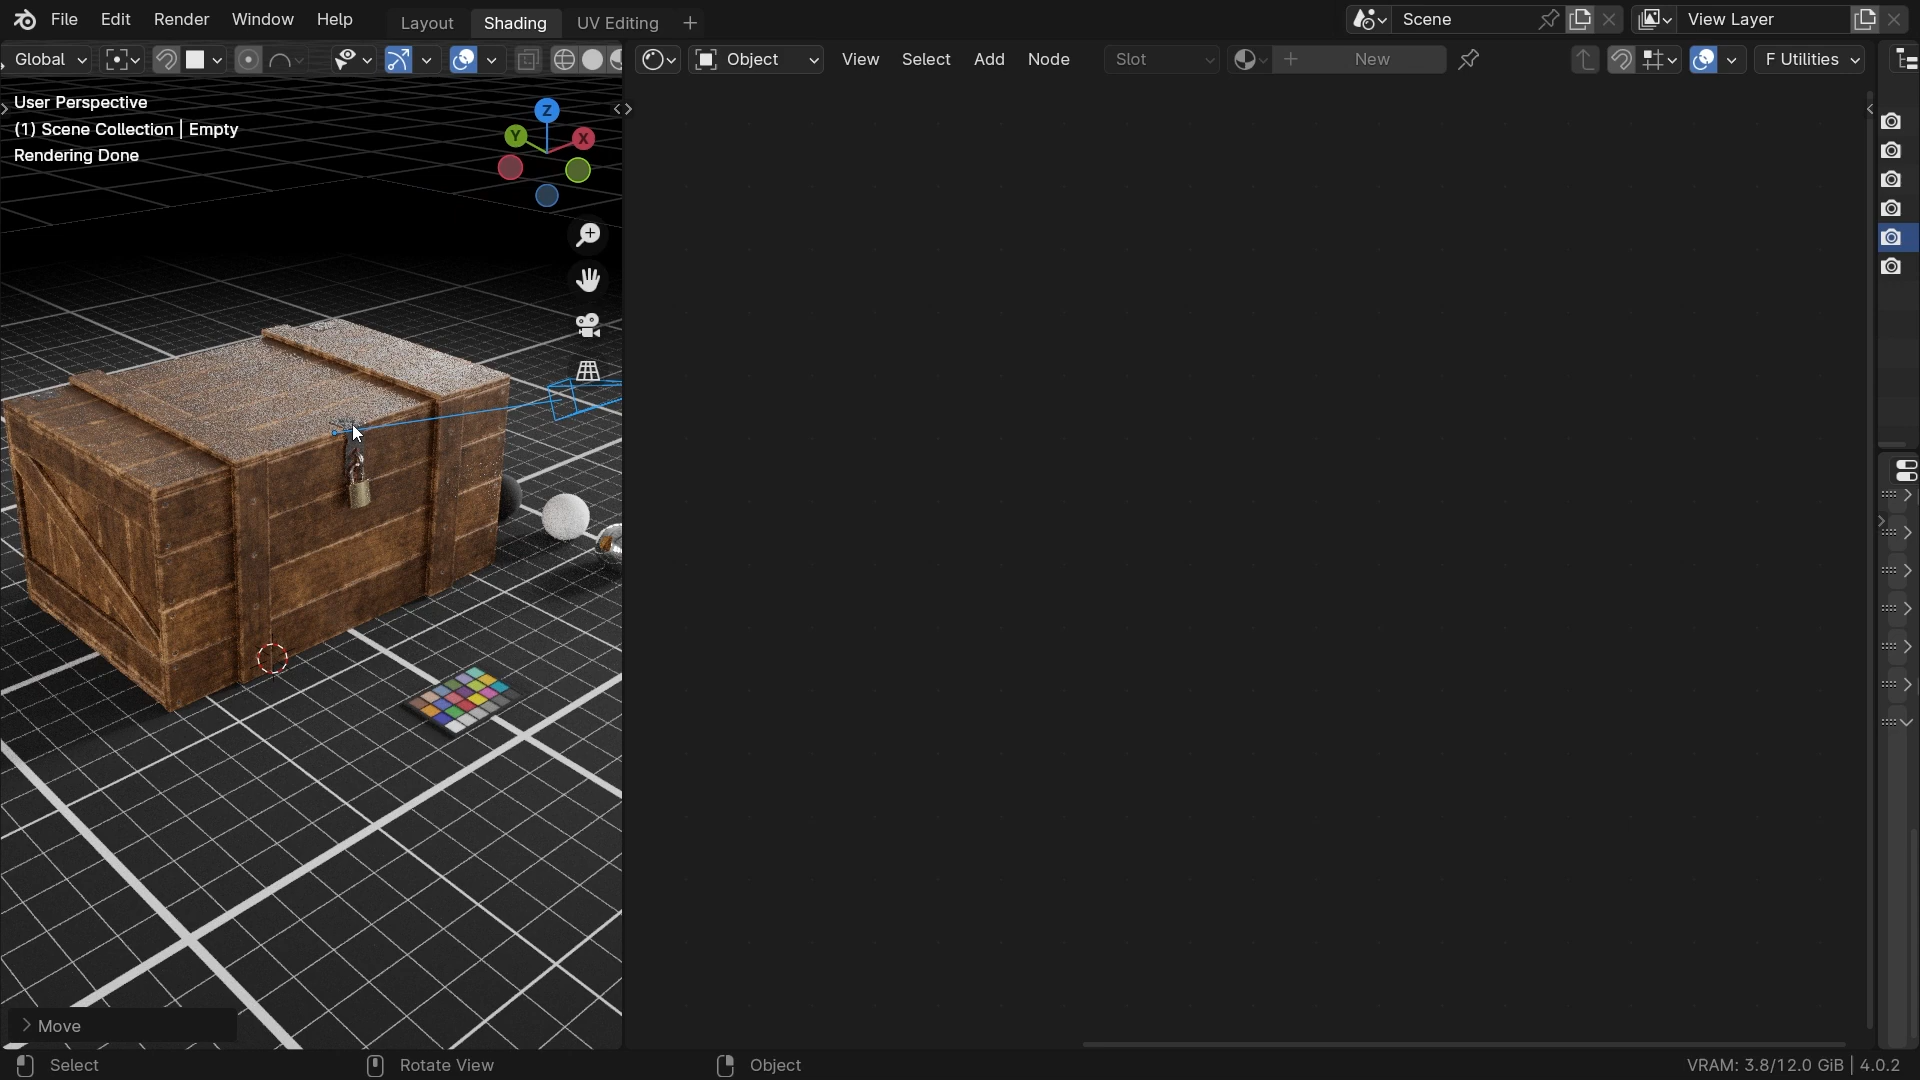 File Edit Render Window Help
Layout Shading UV Editing
Scene
View Layer
Global
Object View Select Add Node
Slot
New
F Utilities
User Perspective
(1) Scene Collection | Empty
Rendering Done
Z
Y
X
Move
Select
Rotate View
Object
VRAM: 3.8/12.0 GiB | 4.0.2